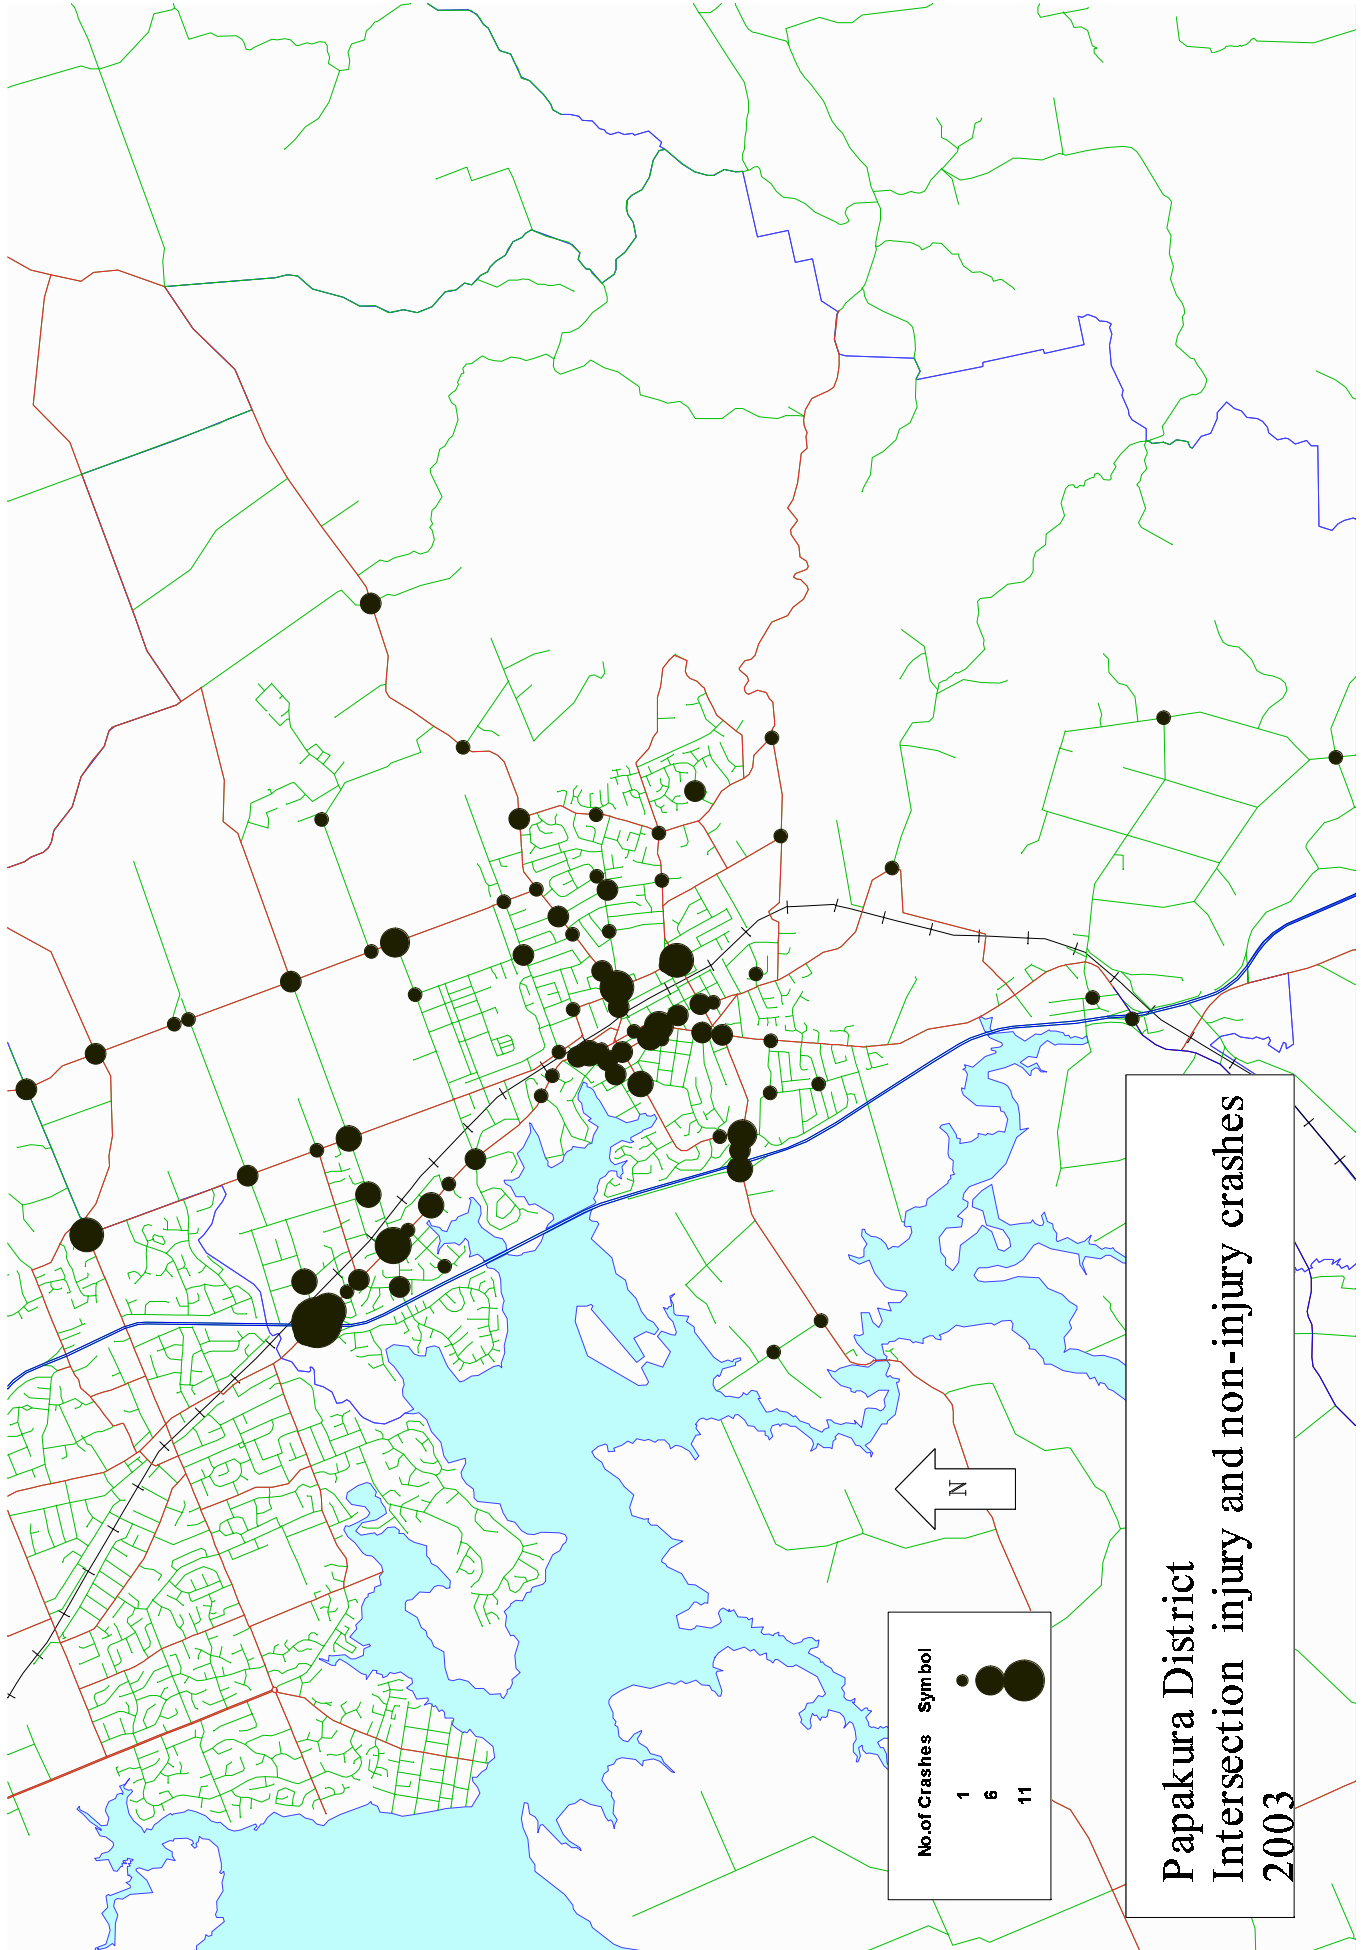 Papakura District
Intersection injury and non-injury crashes
2003
No.of Crashes Symbol
1
6
11
N